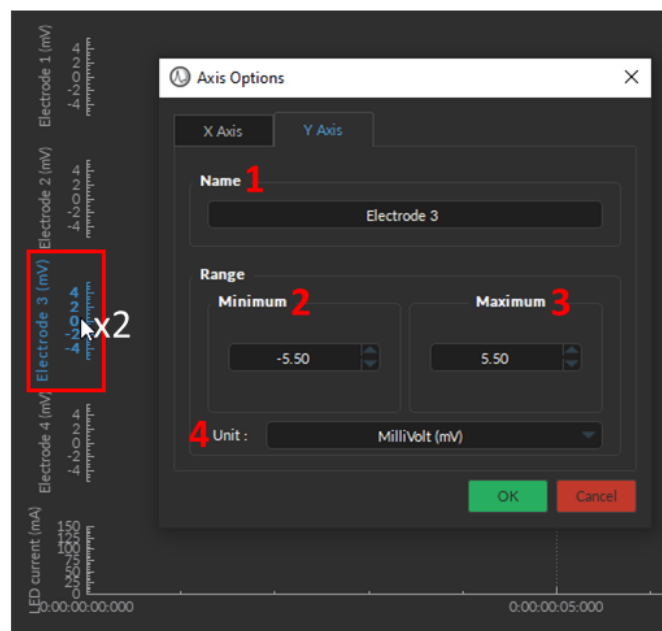 Electrode 1 (mV)
4
2
0
-2
-4
Electrode 2 (mV)
4
2
0
-2
-4
Electrode 3 (mV)
4
2
0
-2
-4
x2
Electrode 4 (mV)
4
2
0
-2
-4
LED current (mA)
150
125
100
75
50
25
0
0:00:00:00:000
0:00:00:05:000
Axis Options
X Axis
Y Axis
Name 1
Electrode 3
Range
Minimum 2
Maximum 3
-5.50
5.50
4 Unit :
MilliVolt (mV)
OK
Cancel